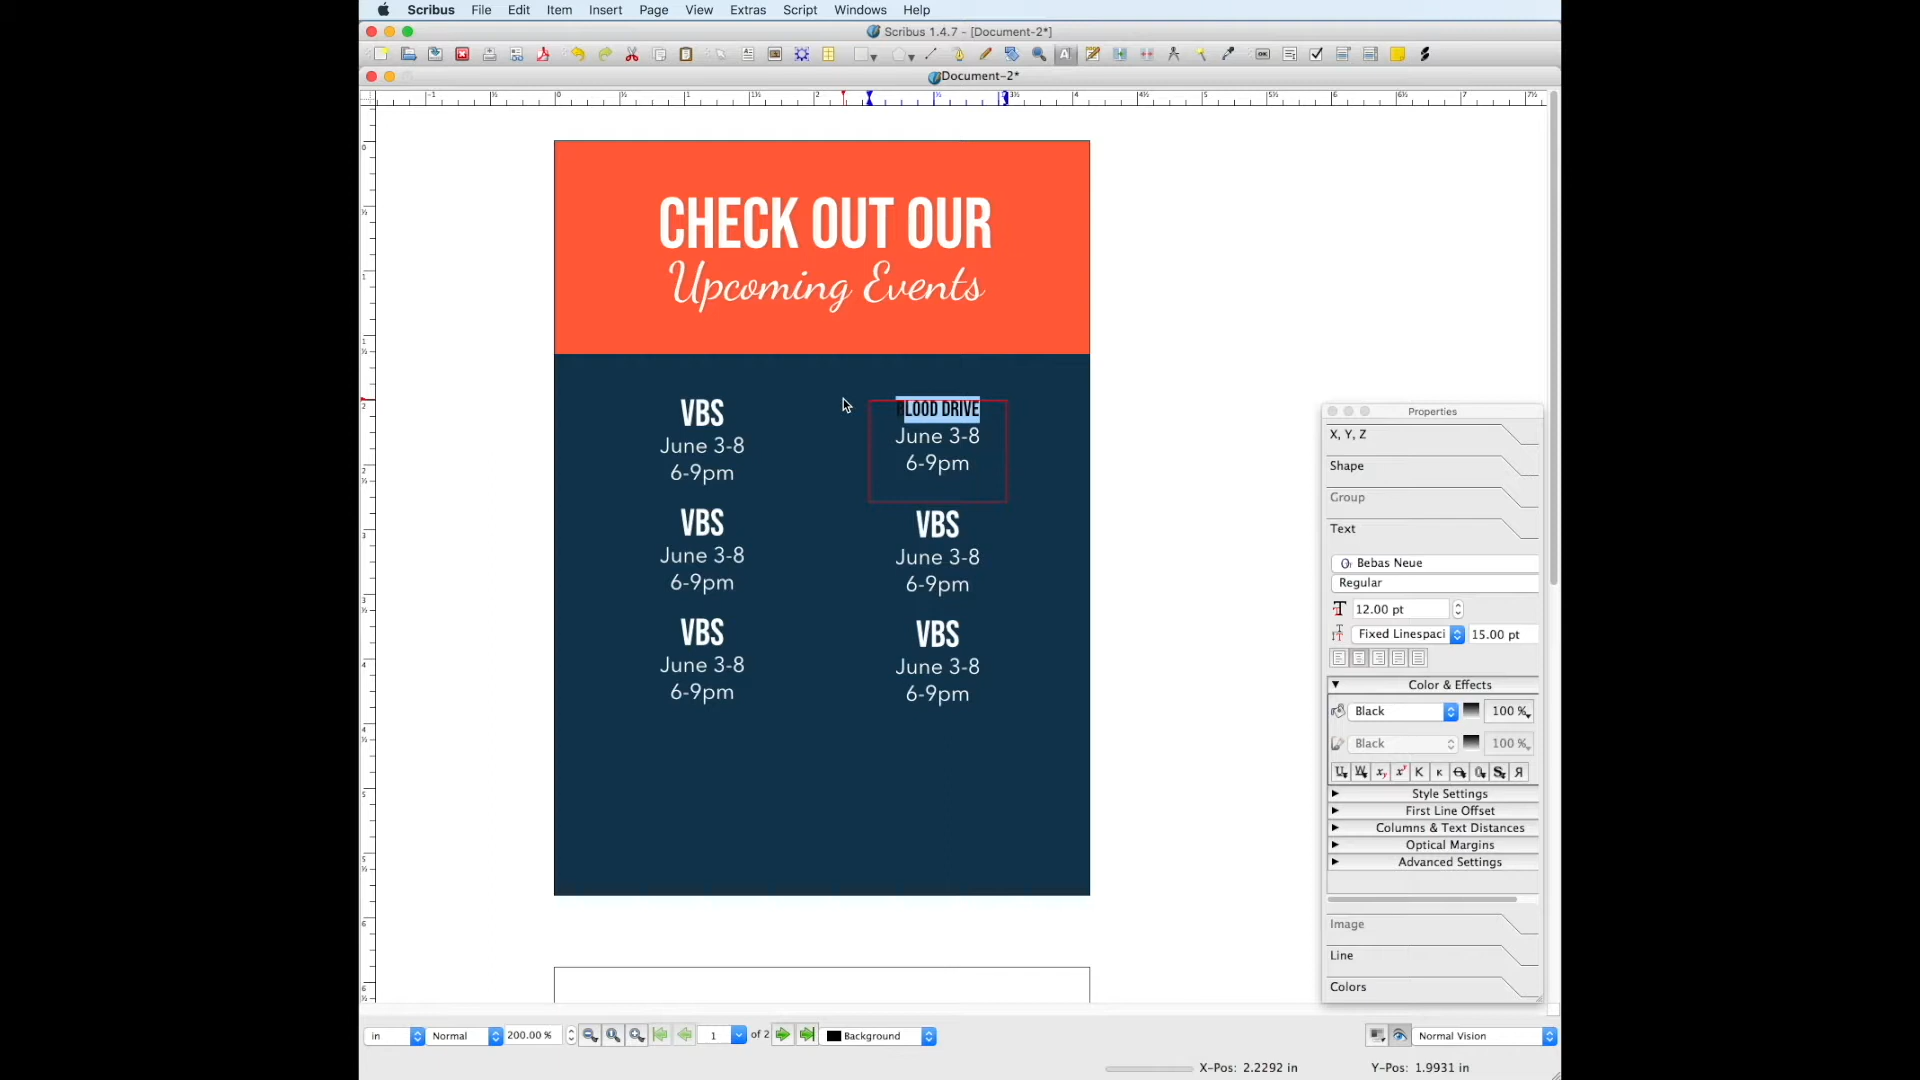 Scribus File Edit Item Insert Page View Extras Script Windows Help
Scribus 1.4.7 - [Document-2*]
Document-2*
CHECK OUT OUR
Upcoming Events
VBS
June 3-8
6-9pm
BLOOD DRIVE
June 3-8
6-9pm
VBS
June 3-8
6-9pm
VBS
June 3-8
6-9pm
VBS
June 3-8
6-9pm
VBS
June 3-8
6-9pm
Properties
X, Y, Z
Shape
Group
Text
Bebas Neue
Regular
12.00 pt
Fixed Linespaci 15.00 pt
Color & Effects
Black 100 %
Black 100 %
Style Settings
First Line Offset
Columns & Text Distances
Optical Margins
Advanced Settings
Image
Line
Colors
in Normal 200.00 % 1 of 2 Background Normal Vision
X-Pos: 2.2292 in Y-Pos: 1.9931 in